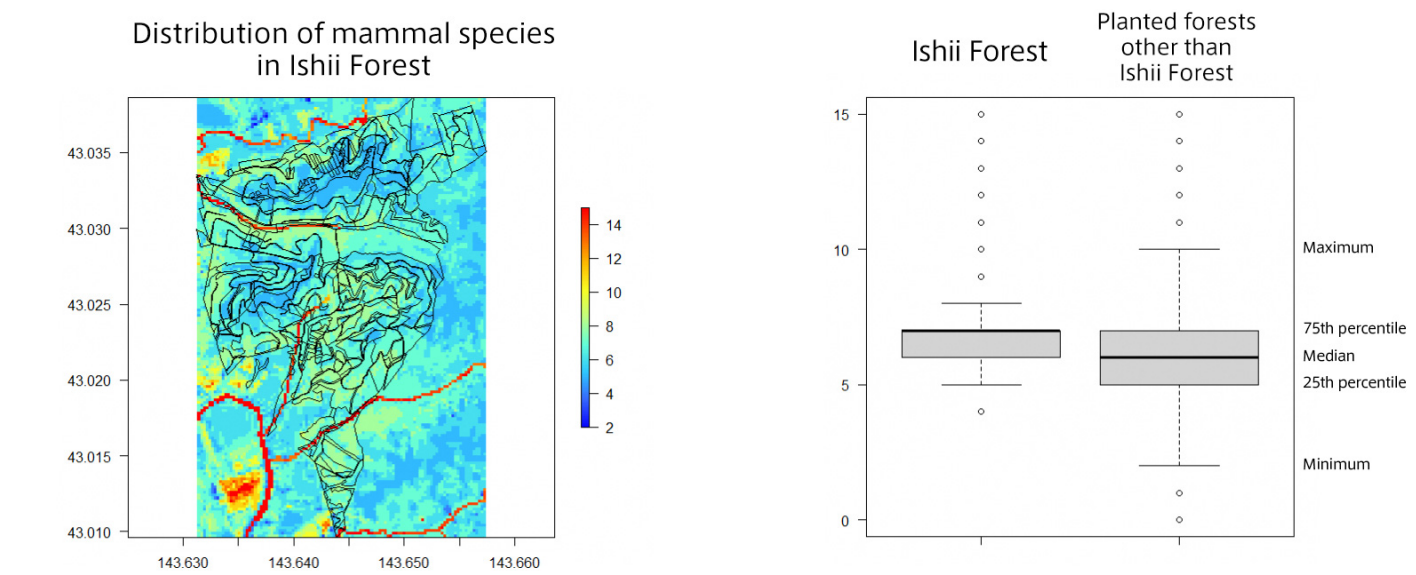 Distribution of mammal species
in Ishii Forest
43.035
43.030
43.025
43.020
43.015
43.010
143.630
143.640
143.650
143.660
14
12
10
8
6
4
2
Ishii Forest
Planted forests
other than
Ishii Forest
15
10
5
0
Maximum
75th percentile
Median
25th percentile
Minimum